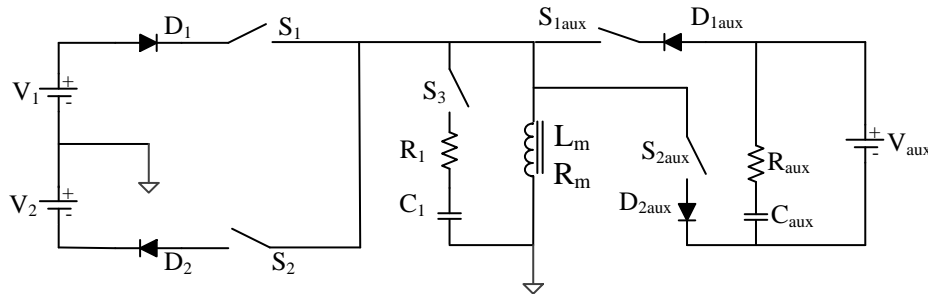 D₁
S₁
S₁aux
D₁aux
V₁
+
-
S₃
R₁
C₁
Lₘ
Rₘ
S₂aux
D₂aux
Raux
Caux
+
-
Vaux
V₂
+
-
D₂
S₂